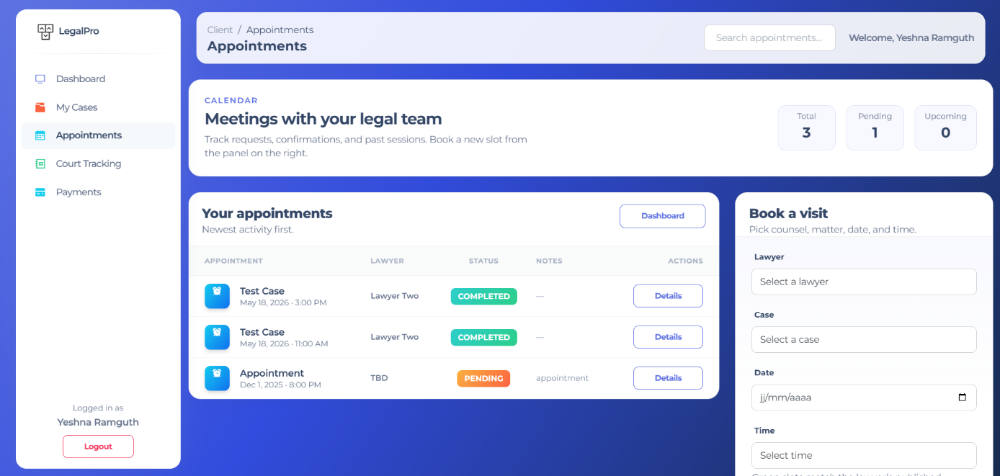 LegalPro
Dashboard
My Cases
Appointments
Court Tracking
Payments
Logged in as
Yeshna Ramguth
Logout
Client / Appointments
Appointments
Search appointments...
Welcome, Yeshna Ramguth
CALENDAR
Meetings with your legal team
Track requests, confirmations, and past sessions. Book a new slot from
the panel on the right.
Total
3
Pending
1
Upcoming
0
Your appointments
Newest activity first.
Dashboard
APPOINTMENT LAWYER STATUS NOTES ACTIONS
Test Case
May 18, 2026 · 3:00 PM
Lawyer Two
COMPLETED
—
Details
Test Case
May 18, 2026 · 11:00 AM
Lawyer Two
COMPLETED
—
Details
Appointment
Dec 1, 2025 · 8:00 PM
TBD
PENDING
appointment
Details
Book a visit
Pick counsel, matter, date, and time.
Lawyer
Select a lawyer
Case
Select a case
Date
jj/mm/aaaa
Time
Select time